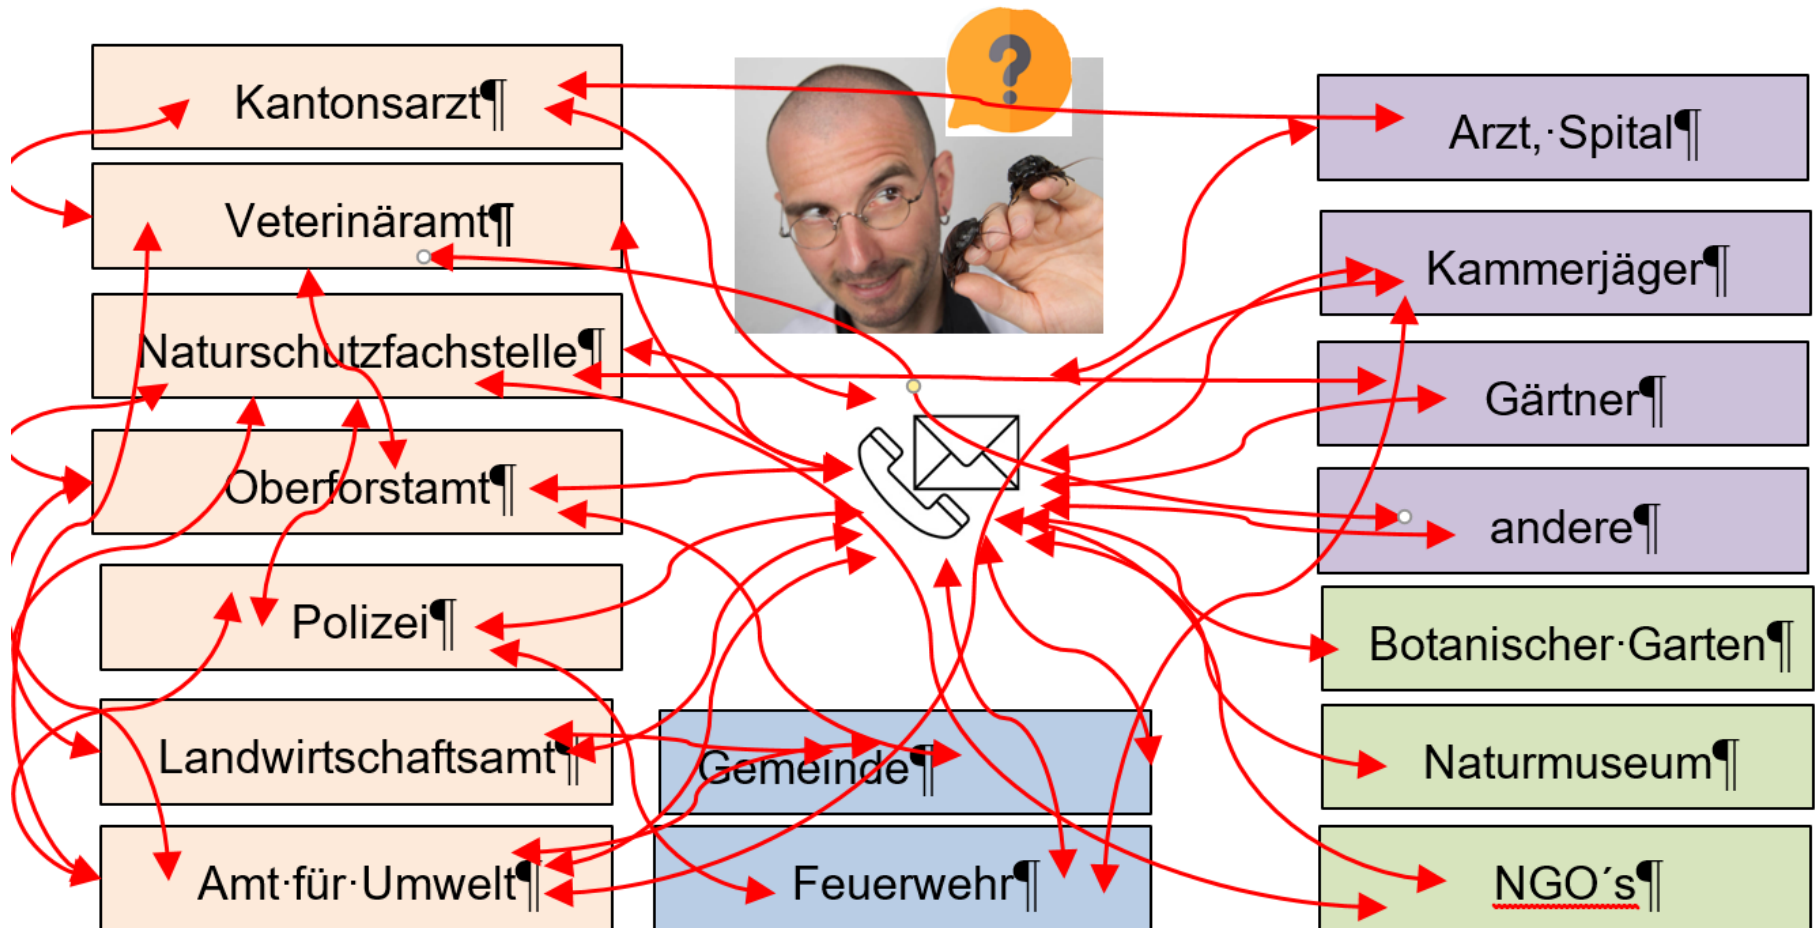 ?
Kantonsarzt¶
Veterinäramt¶
Naturschutzfachstelle¶
Oberforstamt¶
Polizei¶
Landwirtschaftsamt¶
Amt·für·Umwelt¶
Gemeinde¶
Feuerwehr¶
Arzt,·Spital¶
Kammerjäger¶
Gärtner¶
andere¶
Botanischer·Garten¶
Naturmuseum¶
NGO´s¶